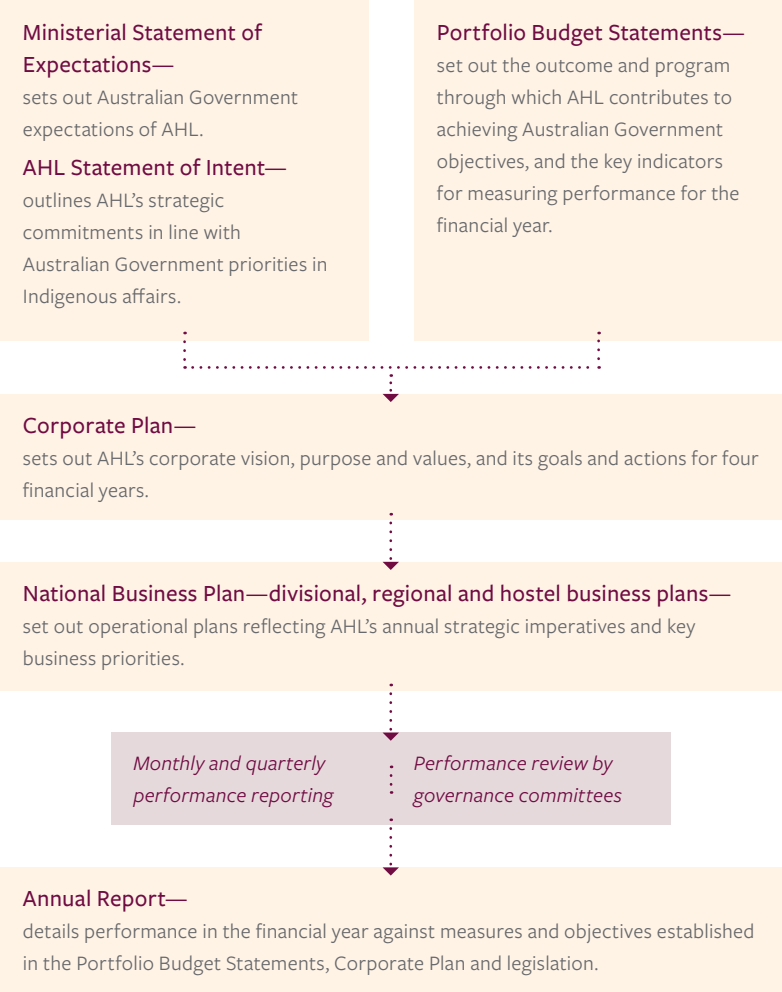 Ministerial Statement of
Expectations—
sets out Australian Government
expectations of AHL.
AHL Statement of Intent—
outlines AHL’s strategic
commitments in line with
Australian Government priorities in
Indigenous affairs.
Portfolio Budget Statements—
set out the outcome and program
through which AHL contributes to
achieving Australian Government
objectives, and the key indicators
for measuring performance for the
financial year.
Corporate Plan—
sets out AHL’s corporate vision, purpose and values, and its goals and actions for four
financial years.
National Business Plan—divisional, regional and hostel business plans—
set out operational plans reflecting AHL’s annual strategic imperatives and key
business priorities.
Monthly and quarterly
performance reporting
Performance review by
governance committees
Annual Report—
details performance in the financial year against measures and objectives established
in the Portfolio Budget Statements, Corporate Plan and legislation.